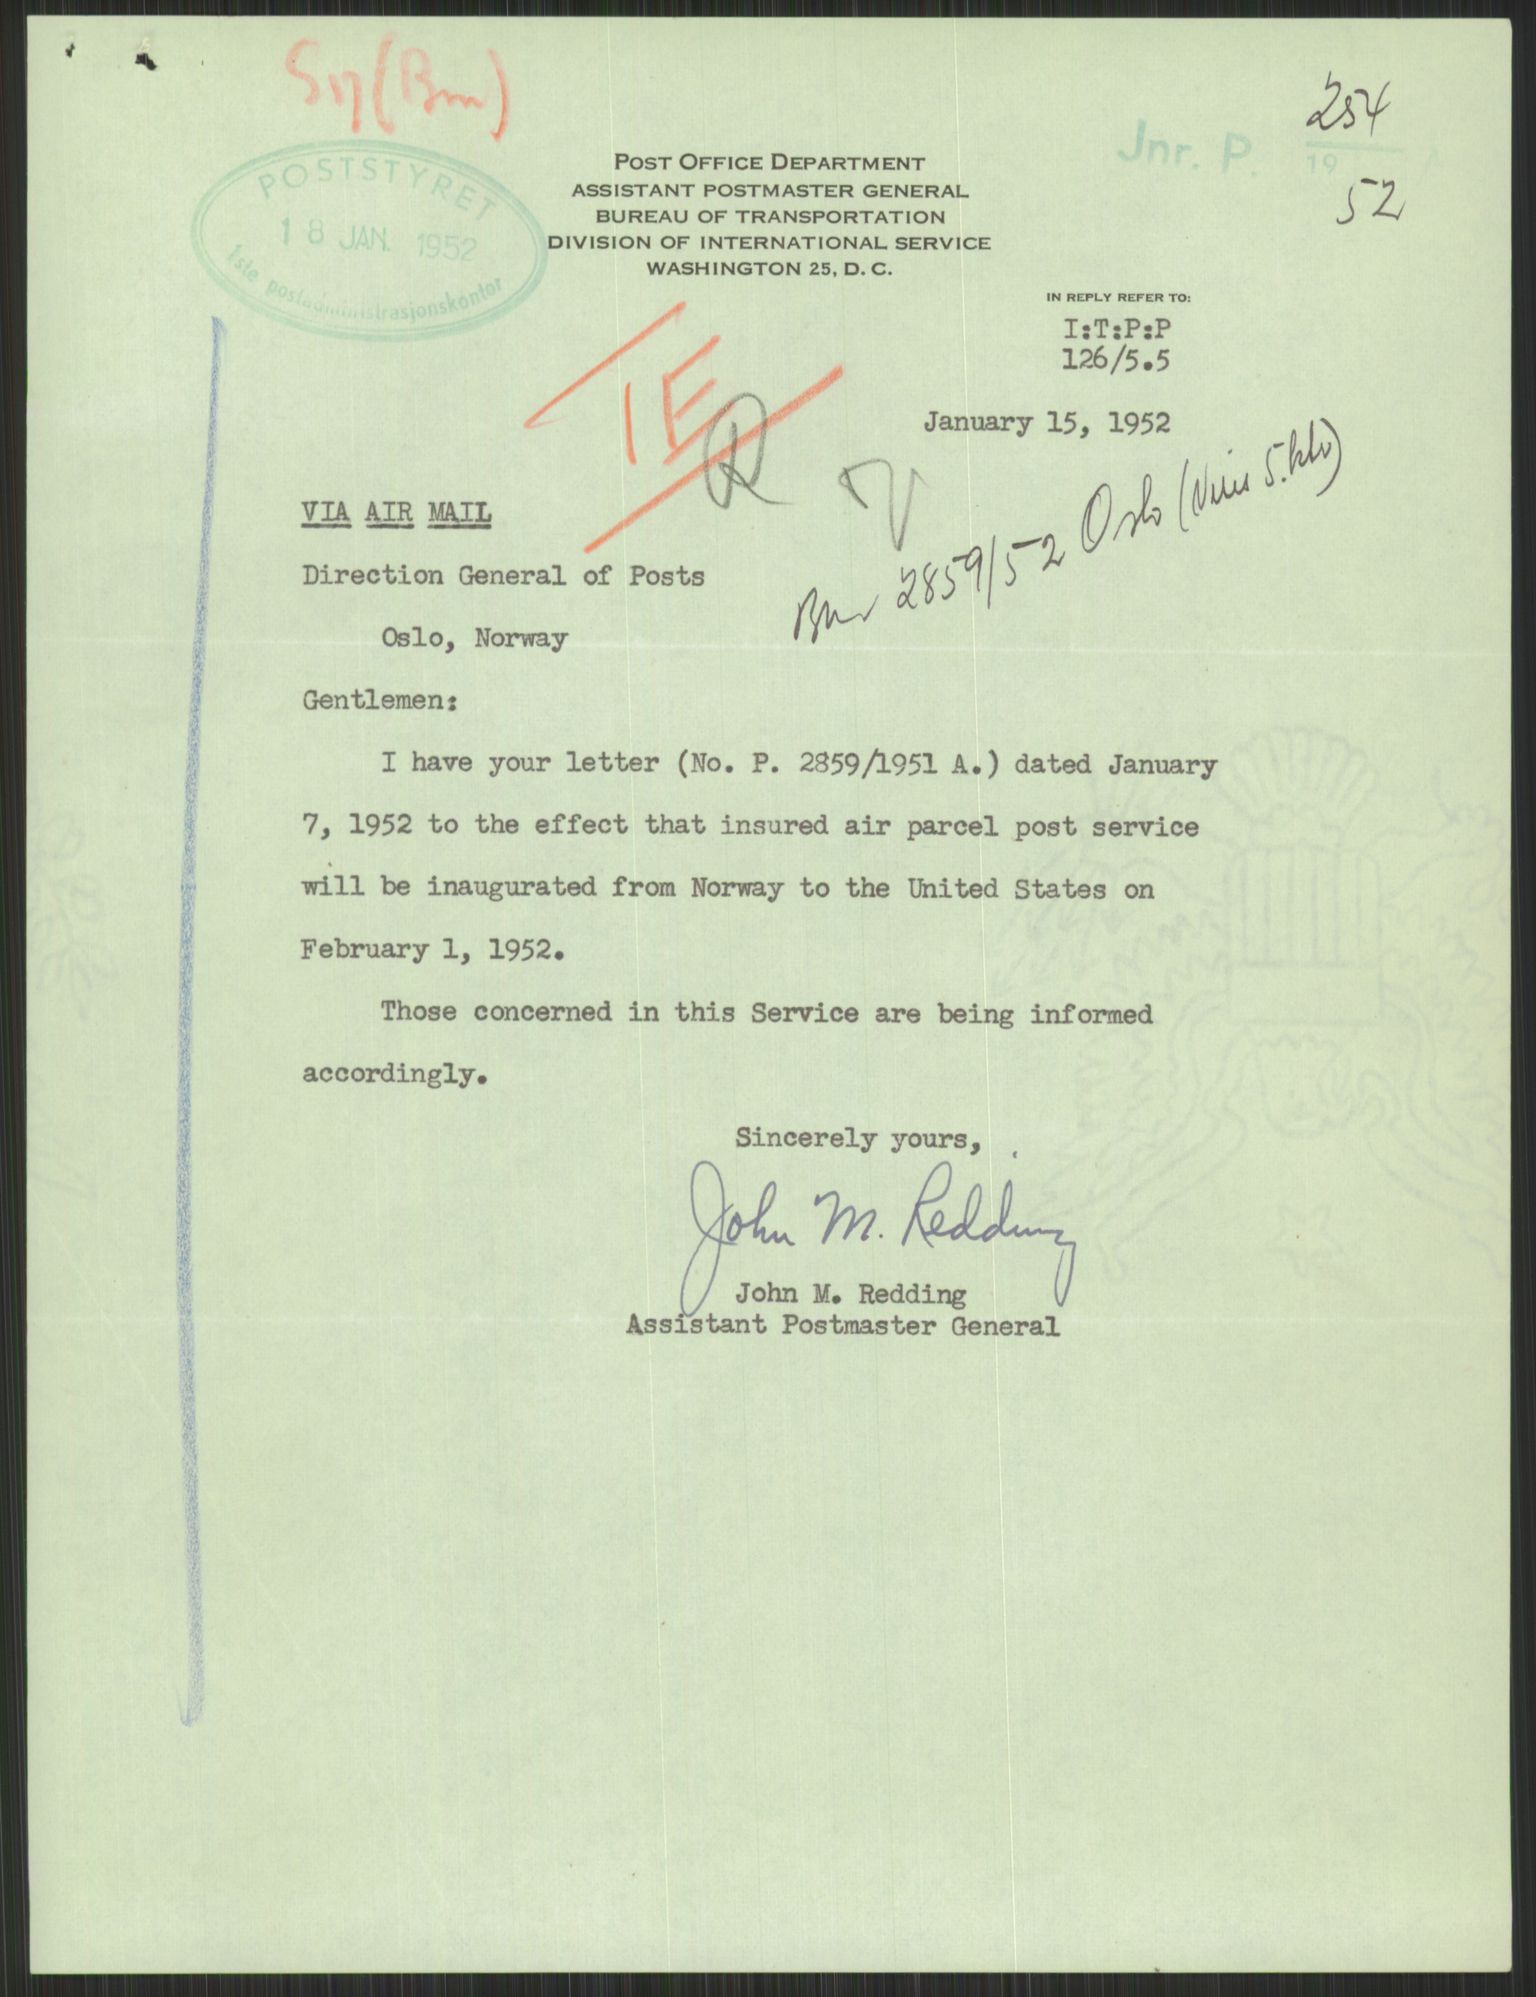 Sy (Bm)
254
Jnr. P. 19
52
POSTSTYRET
18 JAN. 1952
1ste postadministrasjonskontor
POST OFFICE DEPARTMENT
ASSISTANT POSTMASTER GENERAL
BUREAU OF TRANSPORTATION
DIVISION OF INTERNATIONAL SERVICE
WASHINGTON 25, D. C.
IN REPLY REFER TO:
I:T:P:P
126/5.5
January 15, 1952
IE
2859/52 Oslo
VIA AIR MAIL
Direction General of Posts
Oslo, Norway
Gentlemen:
I have your letter (No. P. 2859/1951 A.) dated January
7, 1952 to the effect that insured air parcel post service
will be inaugurated from Norway to the United States on
February 1, 1952.
Those concerned in this Service are being informed
accordingly.
Sincerely yours,
John M. Redding
John M. Redding
Assistant Postmaster General